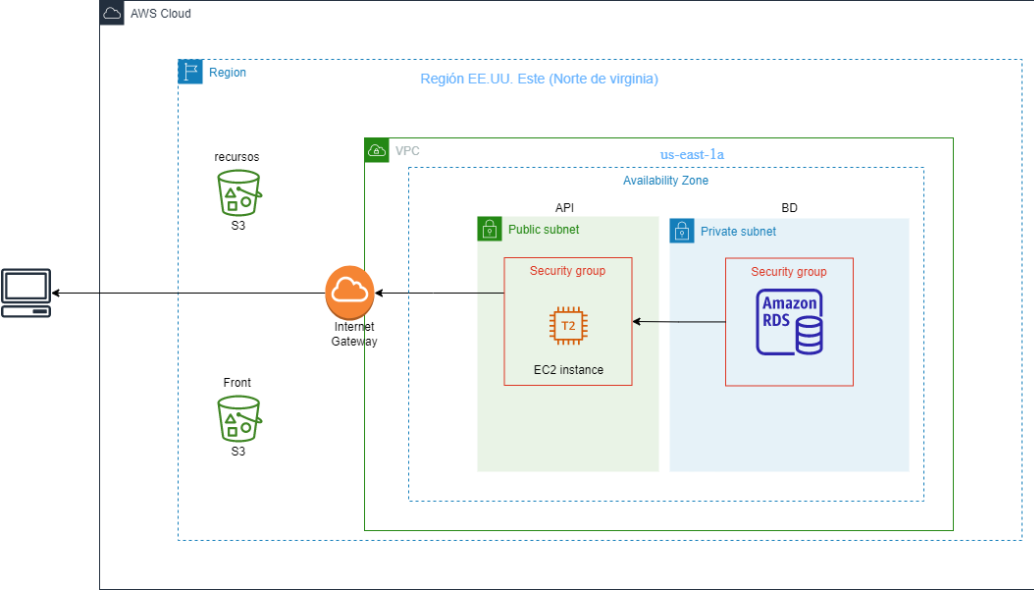 AWS Cloud
Region
Región EE.UU. Este (Norte de virginia)
VPC
us-east-1a
Availability Zone
recursos
S3
API
Public subnet
Security group
T2
EC2 instance
BD
Private subnet
Security group
Amazon
RDS
Internet
Gateway
Front
S3